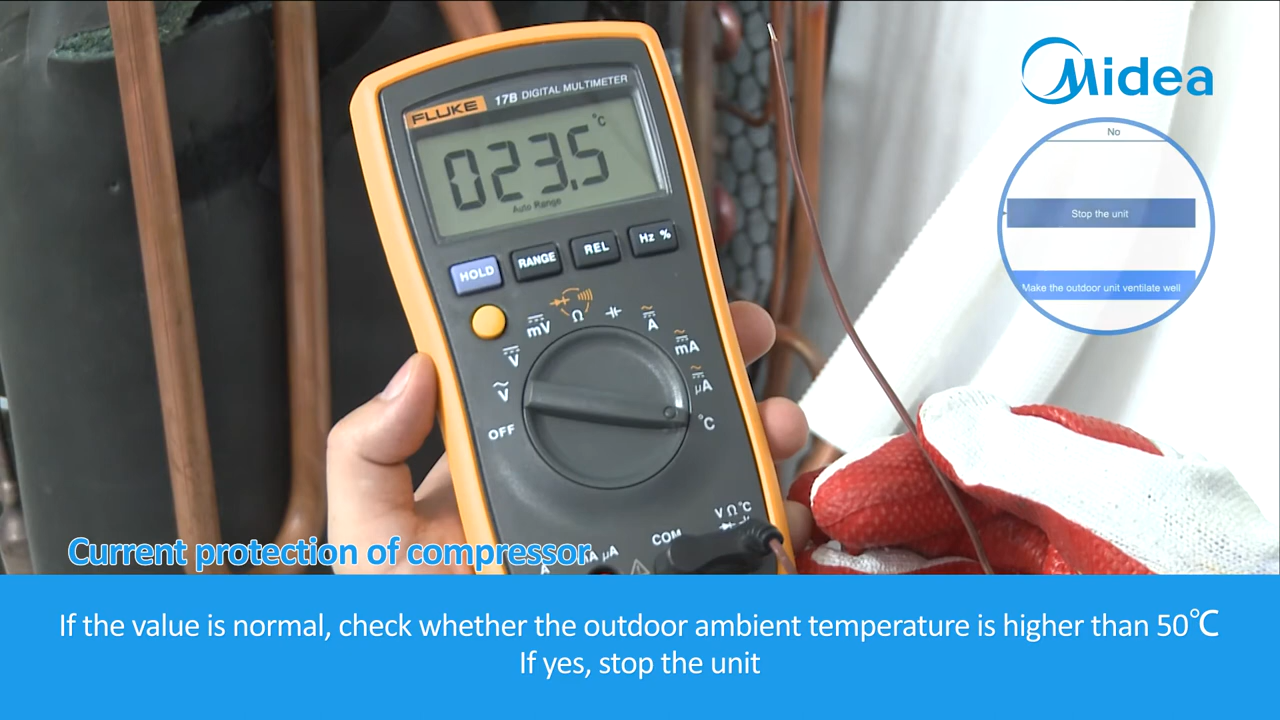 Midea
No
Stop the unit
Make the outdoor unit ventilate well
FLUKE 17B DIGITAL MULTIMETER
023.5 °C
Auto Range
HOLD RANGE REL Hz %
mV Ω A
V mA
V μA
OFF °C
V Ω °C
COM
A mA μA
Current protection of compressor
If the value is normal, check whether the outdoor ambient temperature is higher than 50℃
If yes, stop the unit